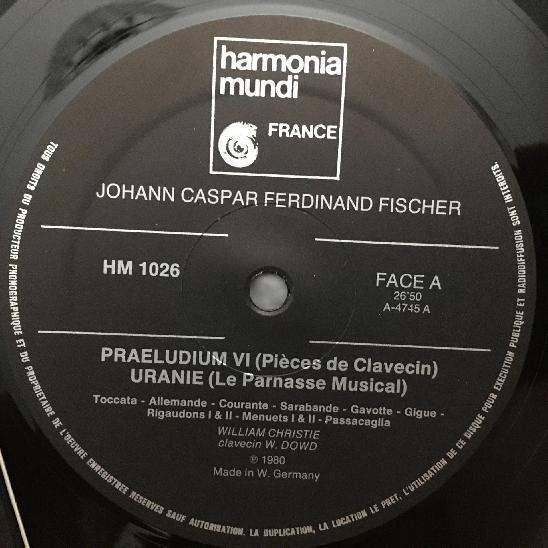 harmonia
mundi
FRANCE
JOHANN CASPAR FERDINAND FISCHER
HM 1026
FACE A
26'50
A-4745 A
PRAELUDIUM VI (Pièces de Clavecin)
URANIE (Le Parnasse Musical)
Toccata - Allemande - Courante - Sarabande - Gavotte - Gigue -
Rigaudons I & II - Menuets I & II - Passacaglia
WILLIAM CHRISTIE
clavecin W. DOWD
℗ 1980
Made in W. Germany
TOUS DROITS DU PRODUCTEUR PHONOGRAPHIQUE ET DU PROPRIETAIRE DE L'OEUVRE ENREGISTREE RESERVES SAUF AUTORISATION. LA DUPLICATION, LA LOCATION LE PRET, L'UTILISATION DE CE DISQUE POUR EXECUTION PUBLIQUE ET RADIODIFFUSION SONT INTERDITS.